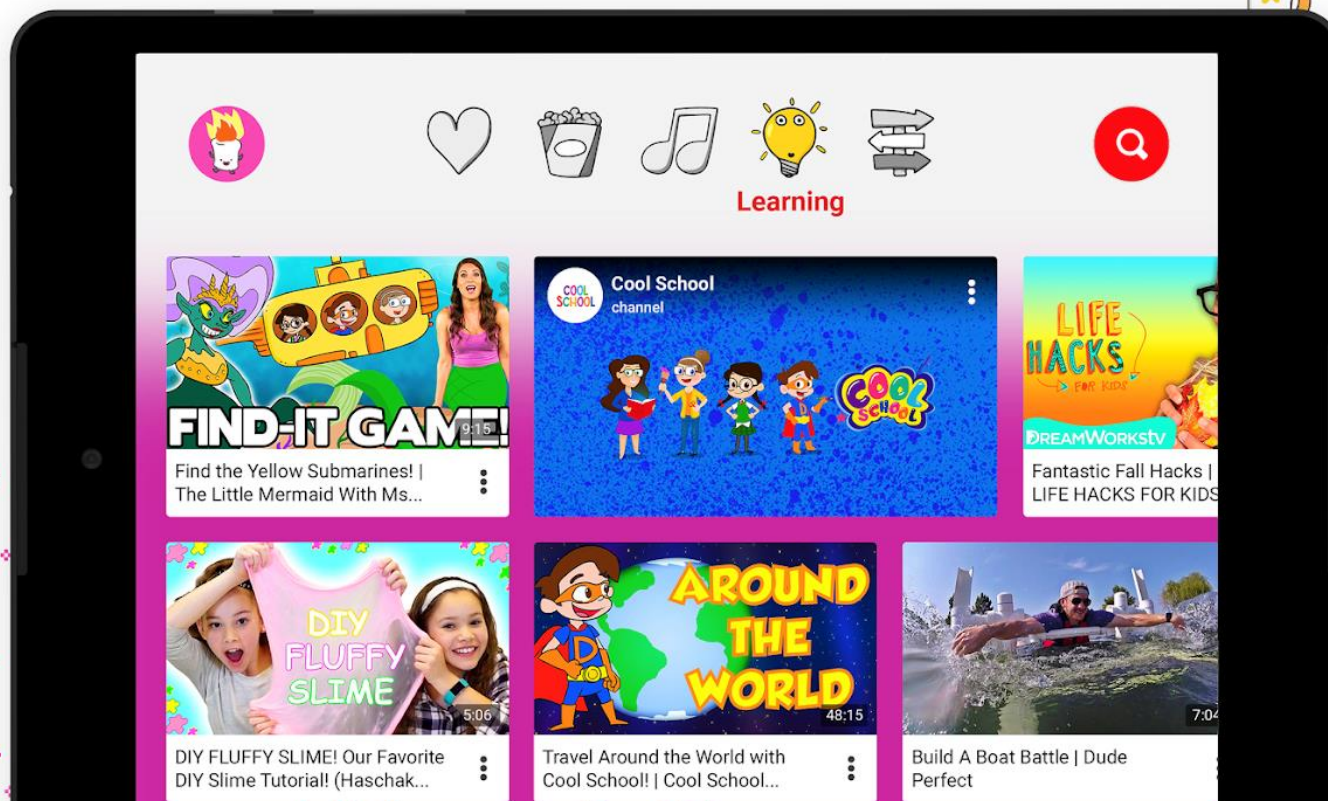 Learning
FIND-IT GAME!
9:15
Find the Yellow Submarines! |
The Little Mermaid With Ms...
COOL
SCHOOL
Cool School
channel
COOL
SCHOOL
LIFE
HACKS
FOR KIDS
DREAMWORKStv
Fantastic Fall Hacks |
LIFE HACKS FOR KIDS
DIY
FLUFFY
SLIME
5:06
DIY FLUFFY SLIME! Our Favorite
DIY Slime Tutorial! (Haschak...
D
AROUND
THE
WORLD
48:15
Travel Around the World with
Cool School! | Cool School...
7:04
Build A Boat Battle | Dude
Perfect